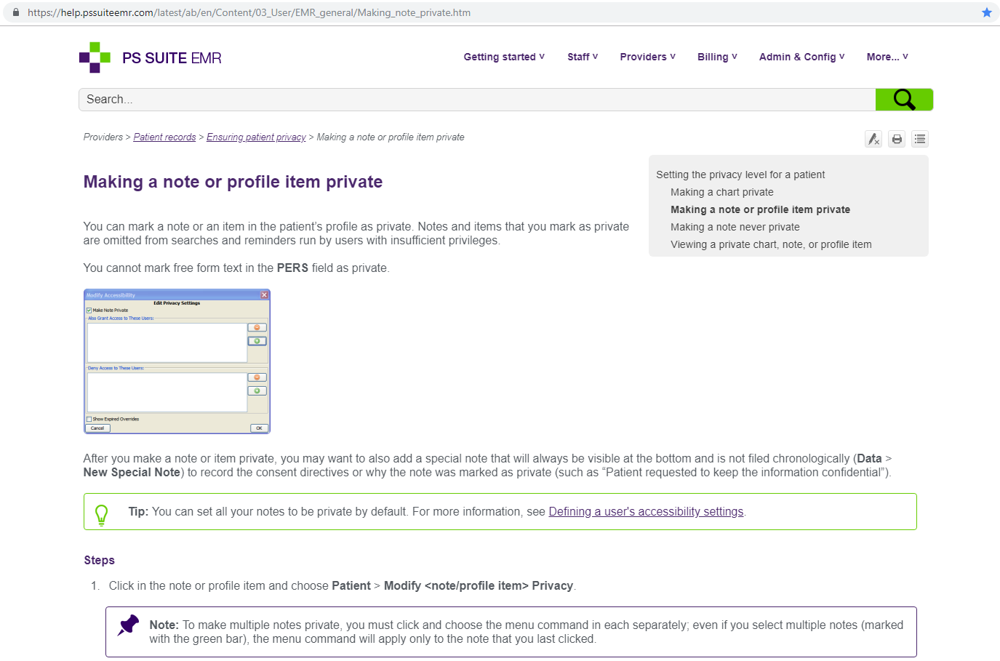 https://help.pssuiteemr.com/latest/ab/en/Content/03_User/EMR_general/Making_note_private.htm
PS SUITE EMR
Getting started v Staff v Providers v Billing v Admin & Config v More... v
Search...
Providers > Patient records > Ensuring patient privacy > Making a note or profile item private
Making a note or profile item private
Setting the privacy level for a patient
Making a chart private
Making a note or profile item private
Making a note never private
Viewing a private chart, note, or profile item
You can mark a note or an item in the patient's profile as private. Notes and items that you mark as private
are omitted from searches and reminders run by users with insufficient privileges.
You cannot mark free form text in the PERS field as private.
Modify Accessibility
Edit Privacy Settings
Make Note Private
Also Grant Access to These Users:
Deny Access to These Users:
Show Expired Overrides
Cancel OK
After you make a note or item private, you may want to also add a special note that will always be visible at the bottom and is not filed chronologically (Data >
New Special Note) to record the consent directives or why the note was marked as private (such as “Patient requested to keep the information confidential”).
Tip: You can set all your notes to be private by default. For more information, see Defining a user's accessibility settings.
Steps
1. Click in the note or profile item and choose Patient > Modify <note/profile item> Privacy.
Note: To make multiple notes private, you must click and choose the menu command in each separately; even if you select multiple notes (marked
with the green bar), the menu command will apply only to the note that you last clicked.